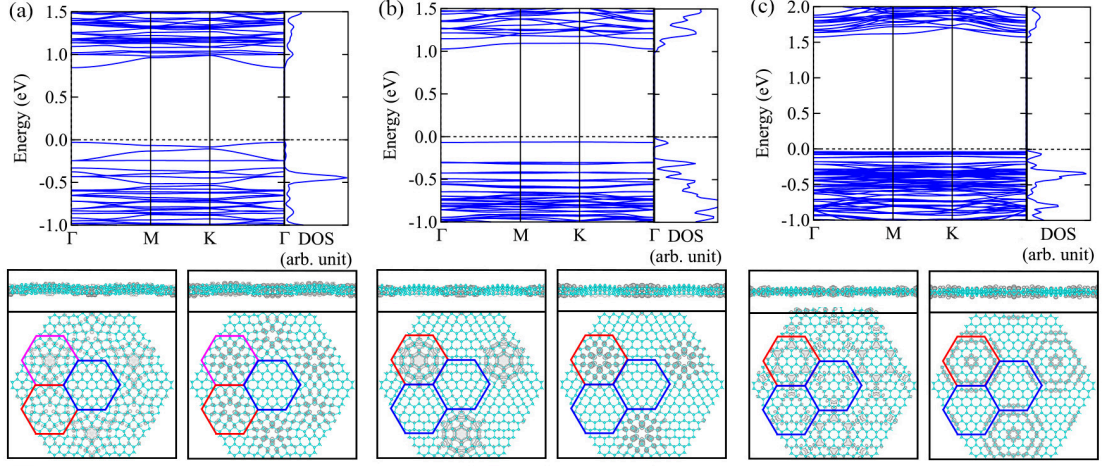 (a)
Energy (eV)
1.5
1.0
0.5
0.0
-0.5
-1.0
Γ M K Γ DOS
(arb. unit)
(b)
Energy (eV)
1.5
1.0
0.5
0.0
-0.5
-1.0
Γ M K Γ DOS
(arb. unit)
(c)
Energy (eV)
2.0
1.5
1.0
0.5
0.0
-0.5
-1.0
Γ M K DOS
(arb. unit)